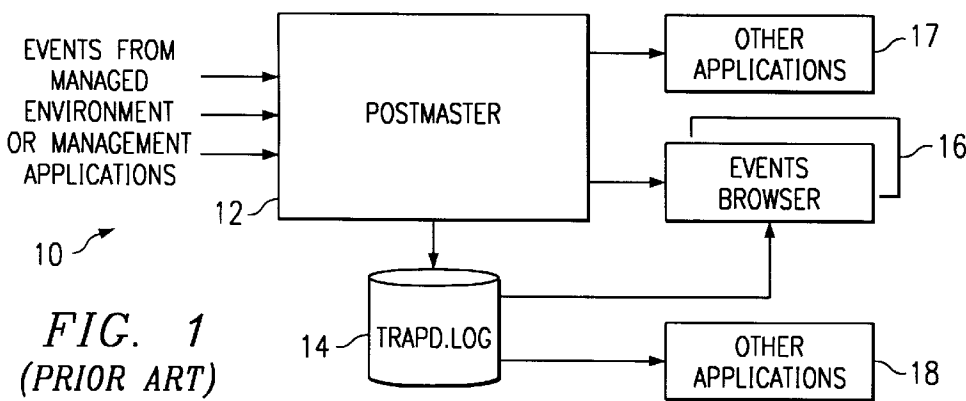 EVENTS FROM
MANAGED
ENVIRONMENT
OR MANAGEMENT
APPLICATIONS
POSTMASTER
12
10
OTHER
APPLICATIONS
17
EVENTS
BROWSER
16
TRAPD.LOG
14
OTHER
APPLICATIONS
18
FIG. 1
(PRIOR ART)